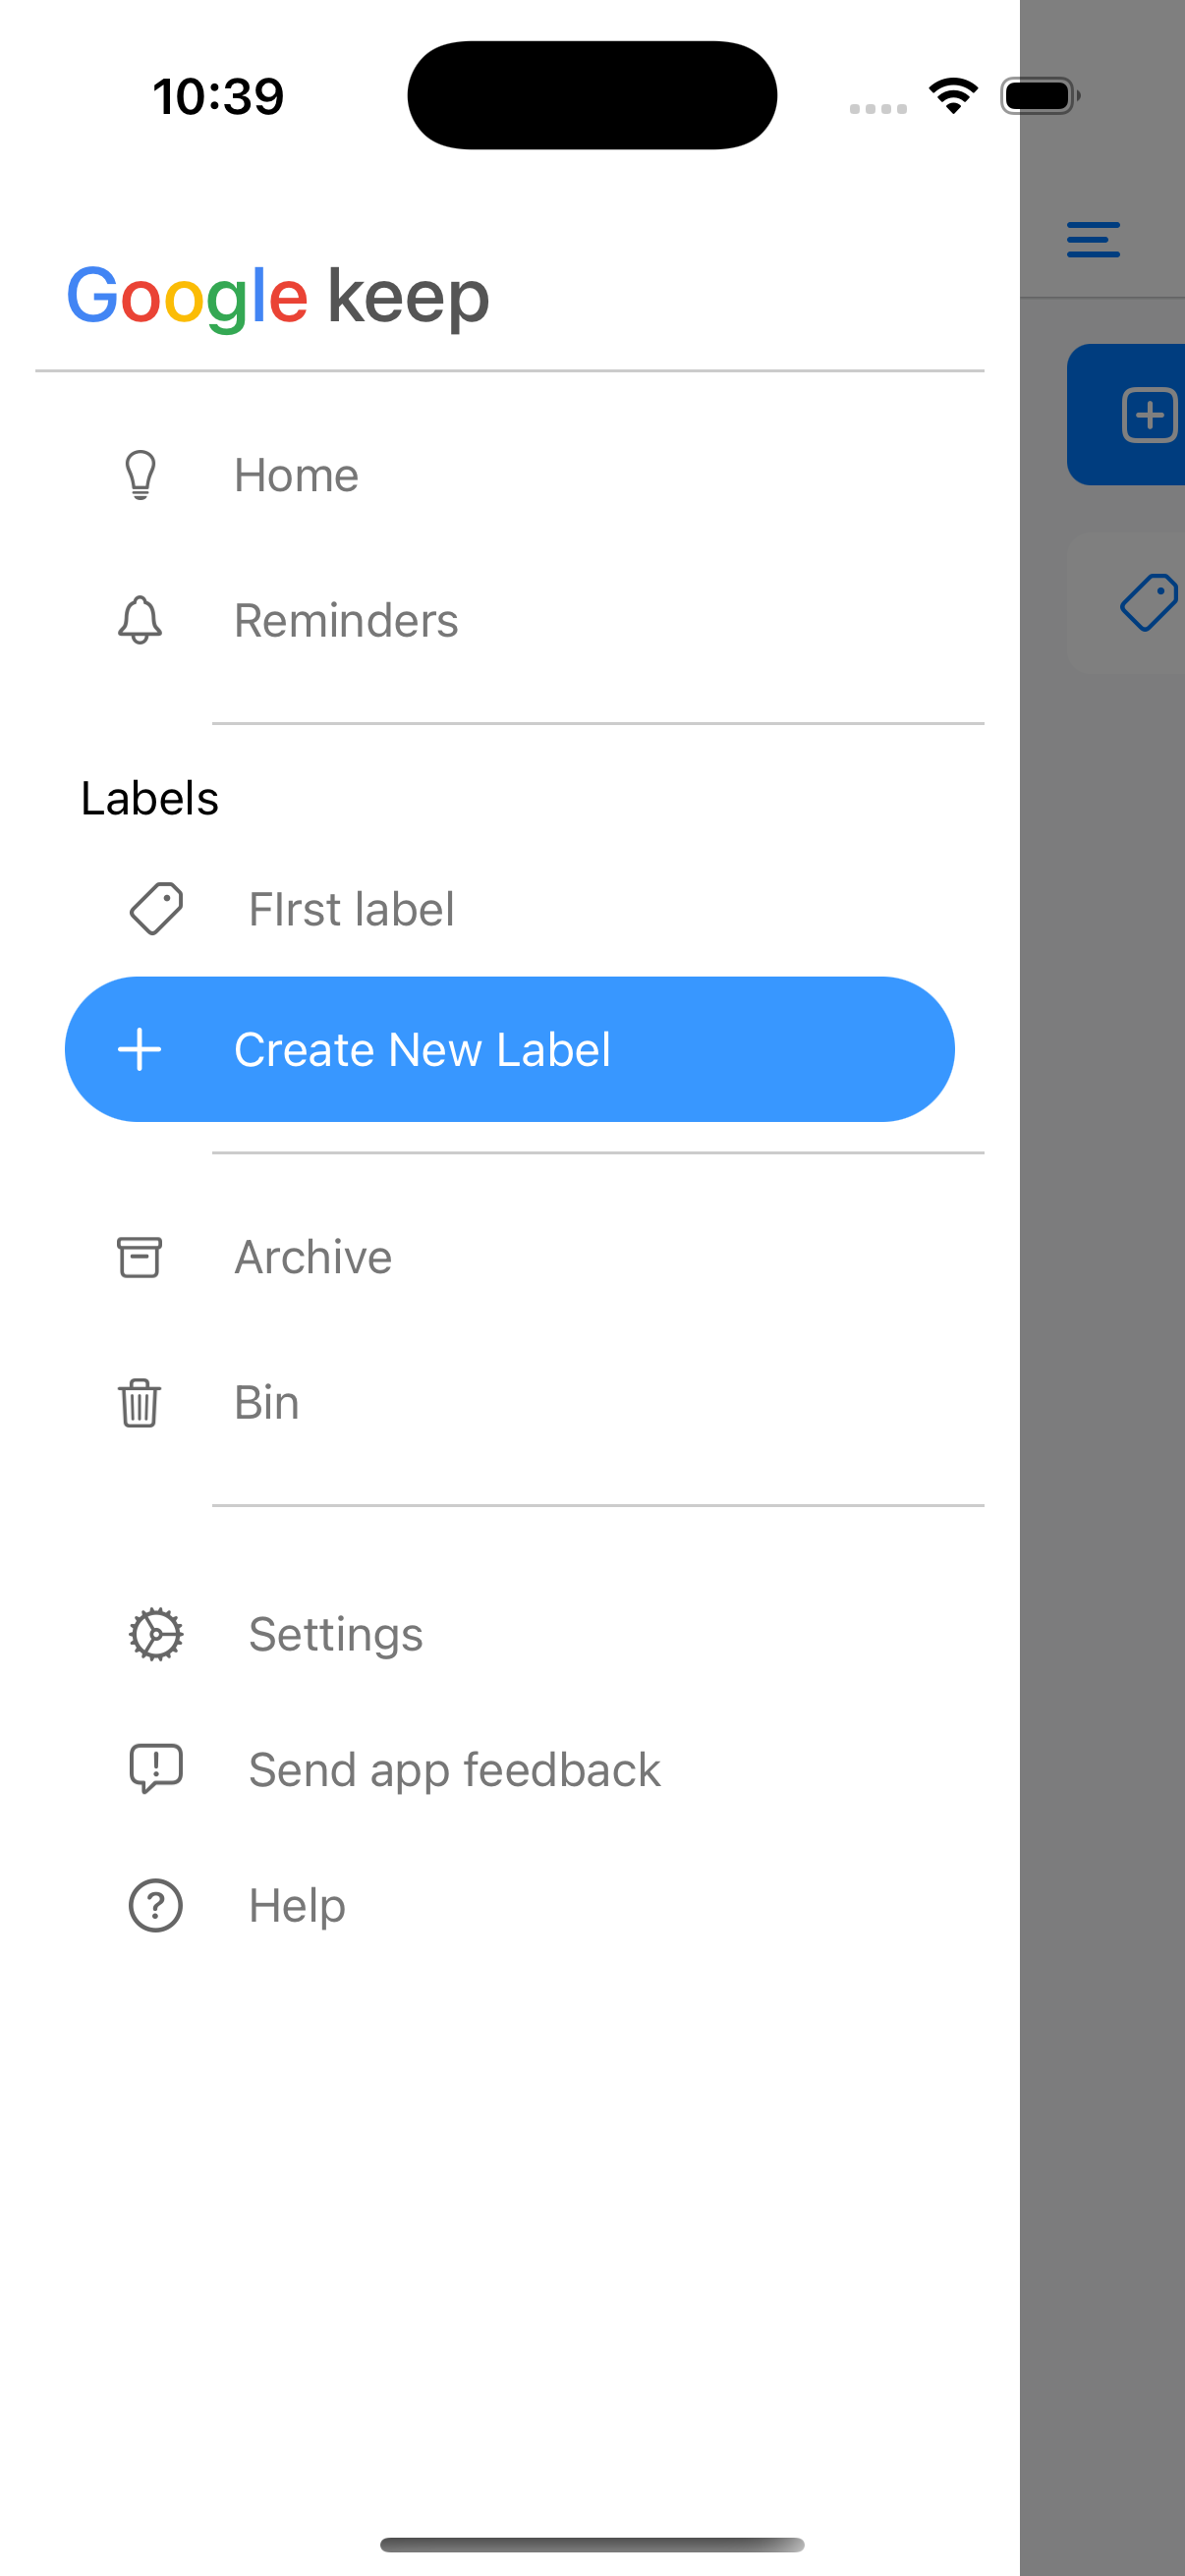 10:39
Google keep
Home
Reminders
Labels
FIrst label
Create New Label
Archive
Bin
Settings
Send app feedback
Help